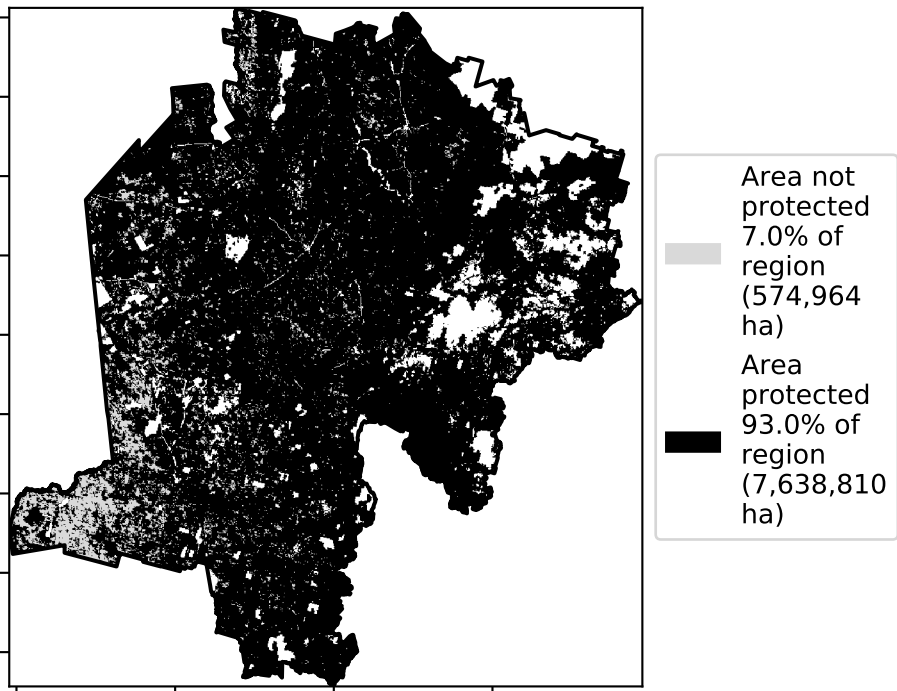 Area not
protected
7.0% of
region
(574,964
ha)
Area
protected
93.0% of
region
(7,638,810
ha)